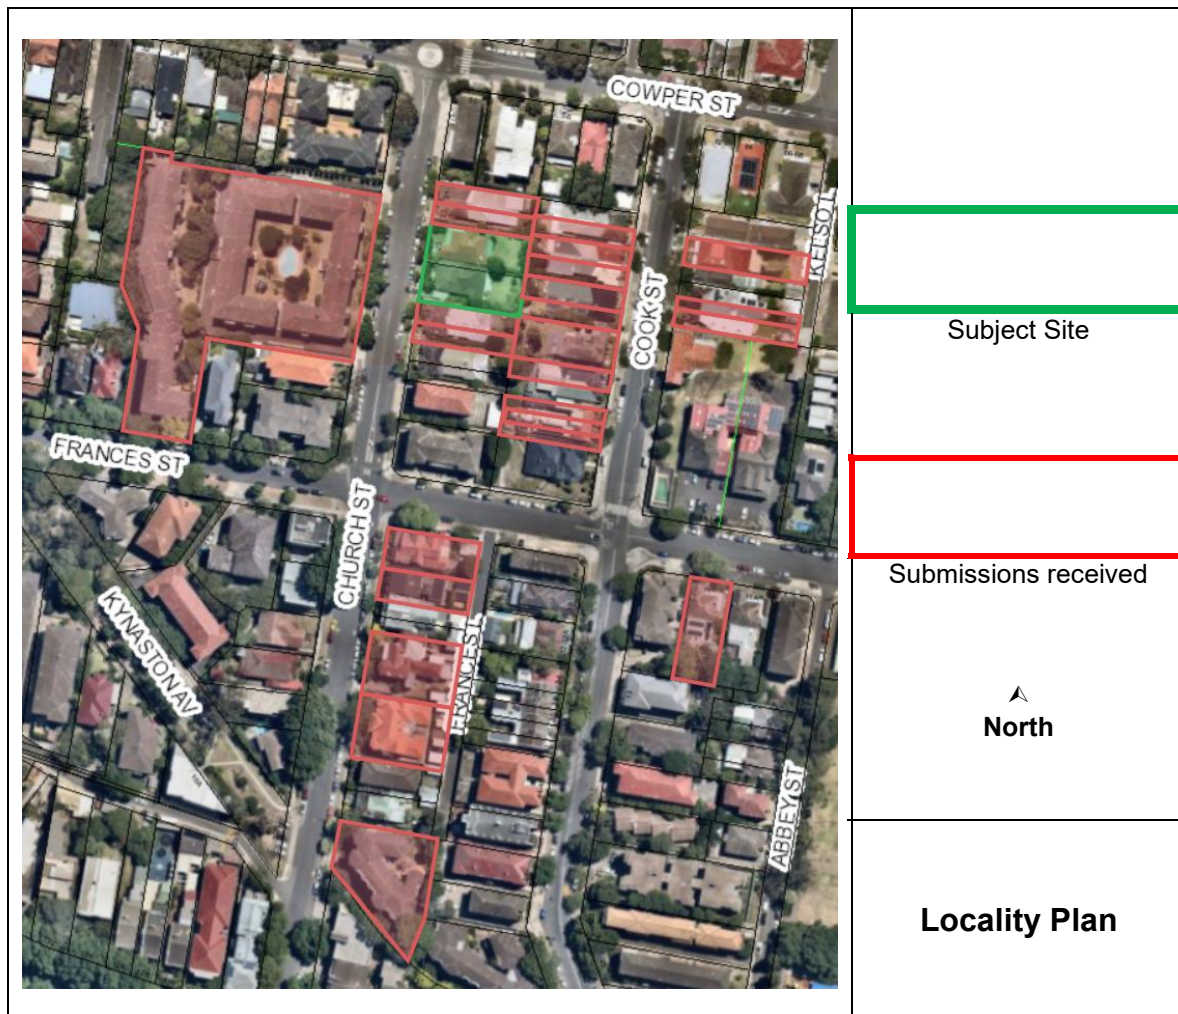 COWPER ST
KELSO L
COOK ST
Subject Site
FRANCES ST
CHURCH ST
Submissions received
KYNASTON AV
FRANCES L
North
ABBEY ST
Locality Plan